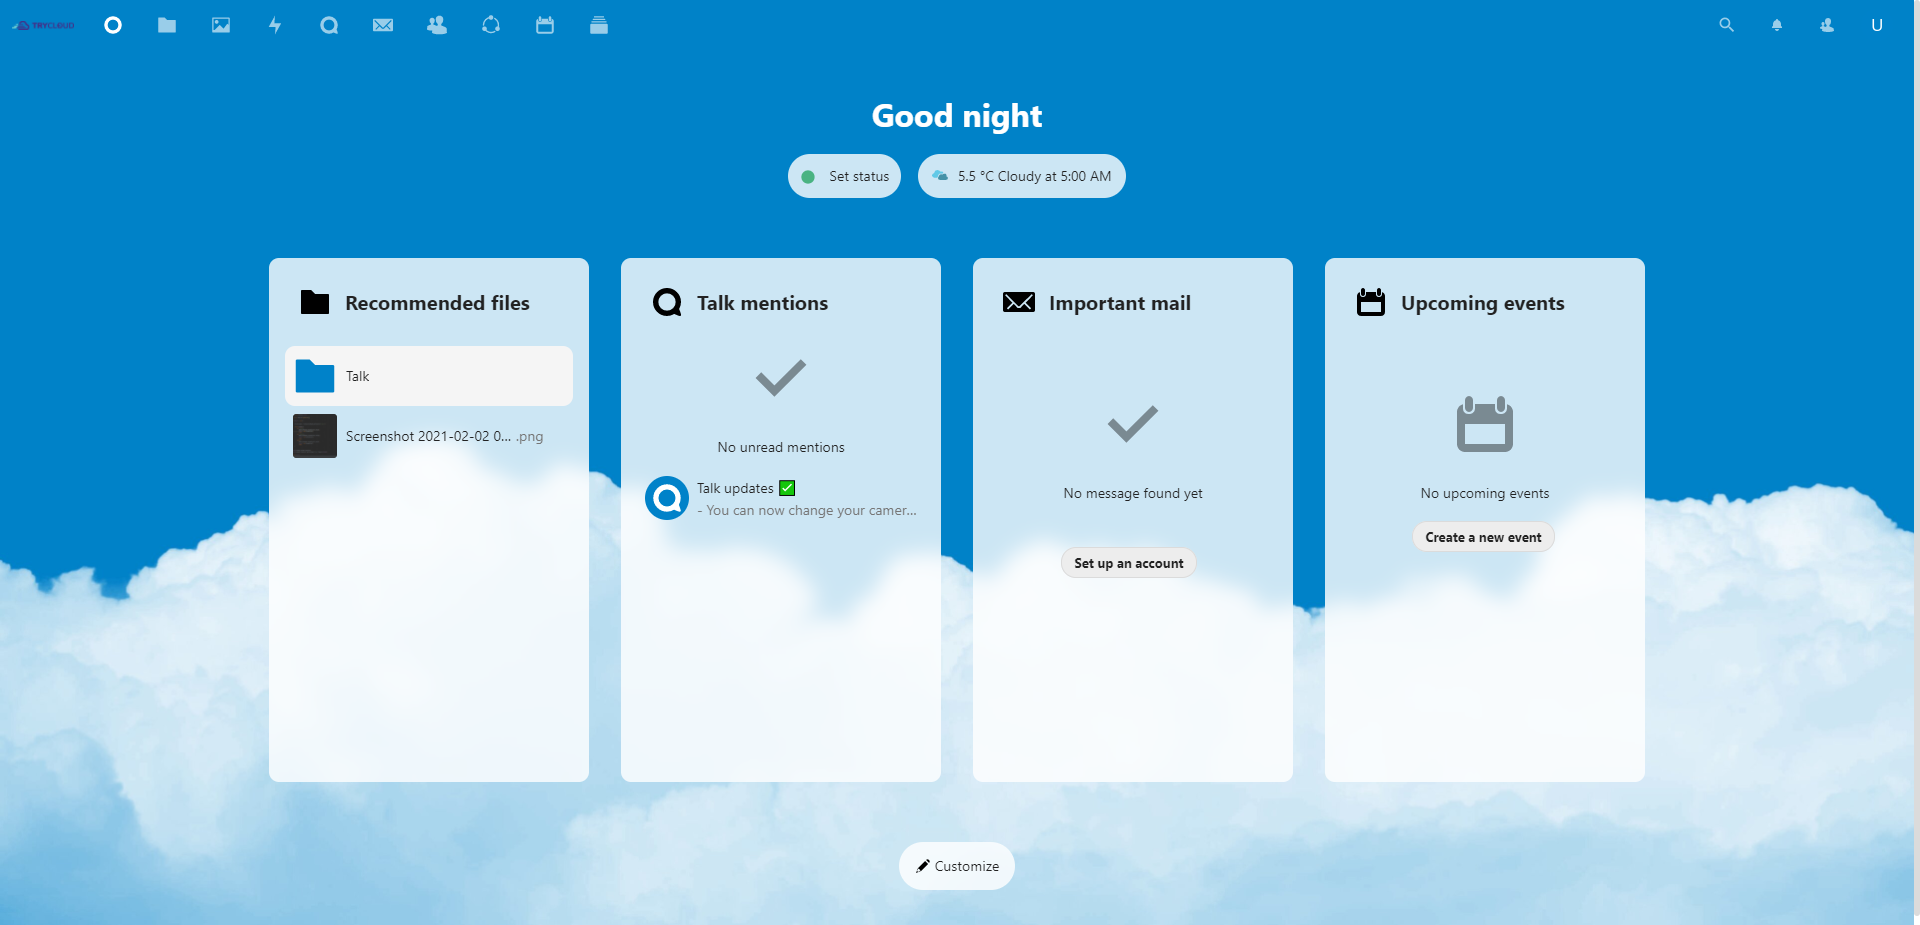 TRYCLOUD
U
Good night
Set status
5.5 °C Cloudy at 5:00 AM
Recommended files
Talk
Screenshot 2021-02-02 0... .png
Talk mentions
No unread mentions
Talk updates ✅
- You can now change your camer...
Important mail
No message found yet
Set up an account
Upcoming events
No upcoming events
Create a new event
Customize